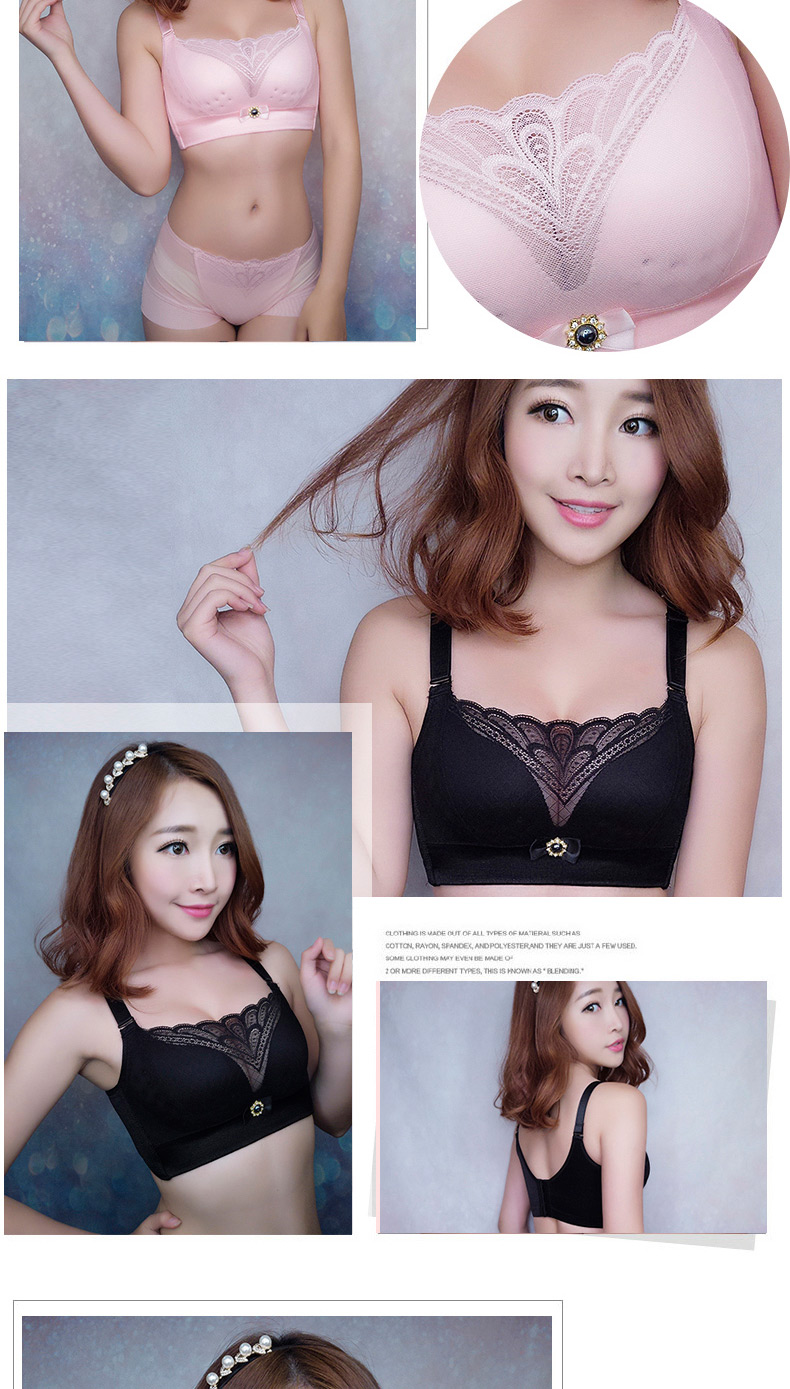 CLOTHING IS MADE OUT OF ALL TYPES OF MATIERAL SUCH AS
COTTON, RAYON, SPANDEX, AND POLYESTER,AND THEY ARE JUST A FEW USED.
SOME CLOTHING MAY EVEN BE MADE OF
2 OR MORE DIFFERENT TYPES, THIS IS KNOWN AS " BLENDING."